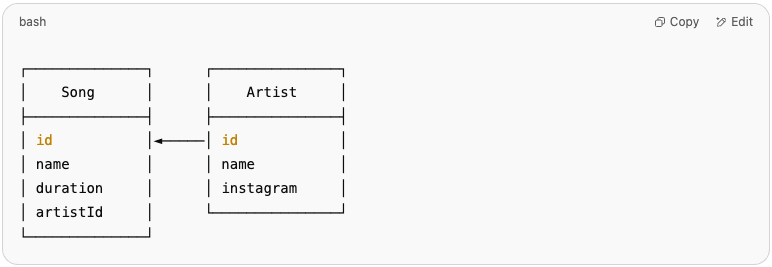 bash
Copy
Edit
Song
Artist
id
id
name
name
duration
instagram
artistId